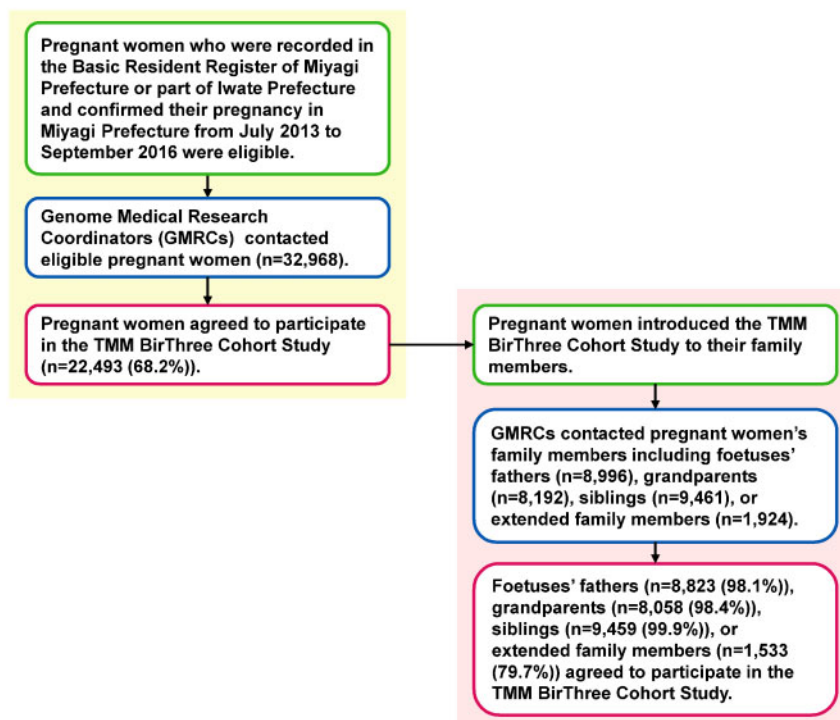 Pregnant women who were recorded in
the Basic Resident Register of Miyagi
Prefecture or part of Iwate Prefecture
and confirmed their pregnancy in
Miyagi Prefecture from July 2013 to
September 2016 were eligible.
Genome Medical Research
Coordinators (GMRCs) contacted
eligible pregnant women (n=32,968).
Pregnant women agreed to participate
in the TMM BirThree Cohort Study
(n=22,493 (68.2%)).
Pregnant women introduced the TMM
BirThree Cohort Study to their family
members.
GMRCs contacted pregnant women's
family members including foetuses'
fathers (n=8,996), grandparents
(n=8,192), siblings (n=9,461), or
extended family members (n=1,924).
Foetuses' fathers (n=8,823 (98.1%)),
grandparents (n=8,058 (98.4%)),
siblings (n=9,459 (99.9%)), or
extended family members (n=1,533
(79.7%)) agreed to participate in the
TMM BirThree Cohort Study.